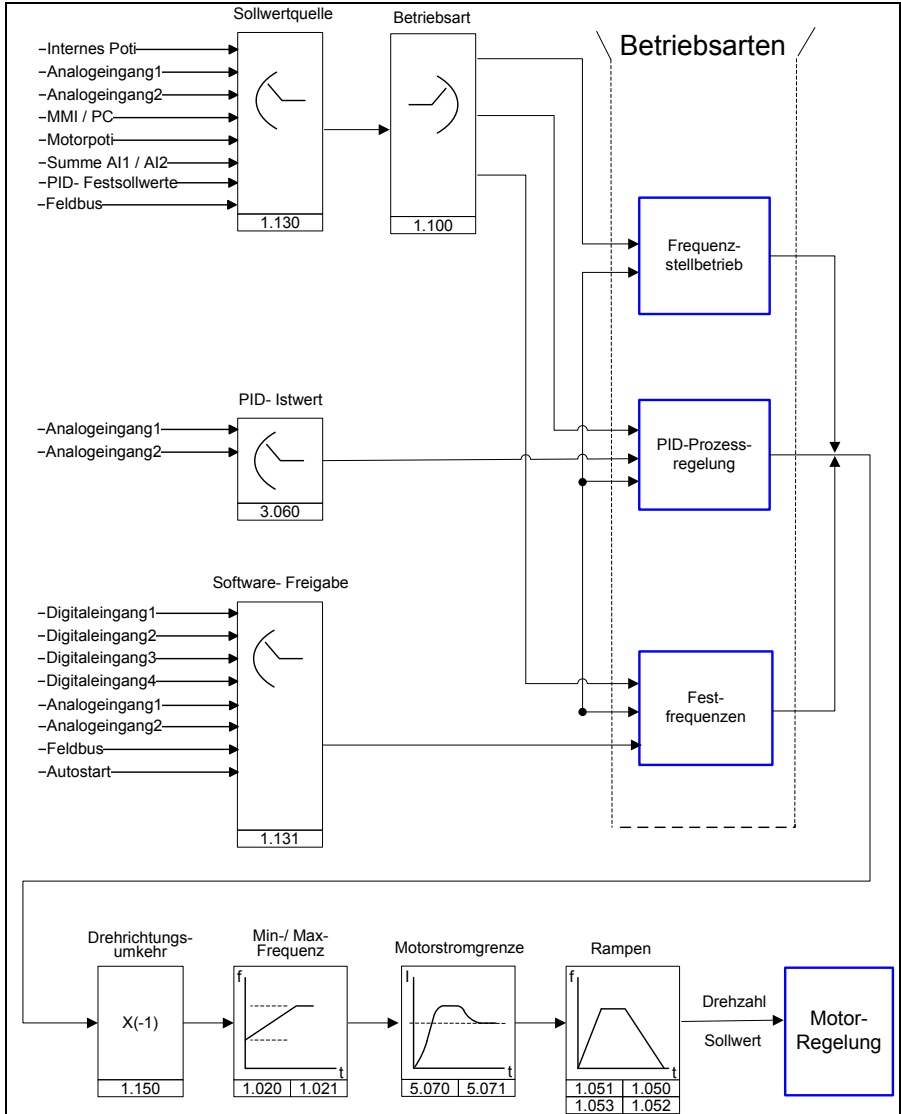 Sollwertquelle
Betriebsart
Betriebsarten
–Internes Poti
–Analogeingang1
–Analogeingang2
–MMI / PC
–Motorpoti
–Summe AI1 / AI2
–PID- Festsollwerte
–Feldbus
1.130
1.100
Frequenz-
stellbetrieb
PID- Istwert
–Analogeingang1
–Analogeingang2
3.060
PID-Prozess-
regelung
Software- Freigabe
–Digitaleingang1
–Digitaleingang2
–Digitaleingang3
–Digitaleingang4
–Analogeingang1
–Analogeingang2
–Feldbus
–Autostart
1.131
Fest-
frequenzen
Drehrichtungs-
umkehr
X(-1)
1.150
Min-/ Max-
Frequenz
f
t
1.020 1.021
Motorstromgrenze
I
t
5.070 5.071
Rampen
f
t
1.051 1.050
1.053 1.052
Drehzahl
Sollwert
Motor-
Regelung